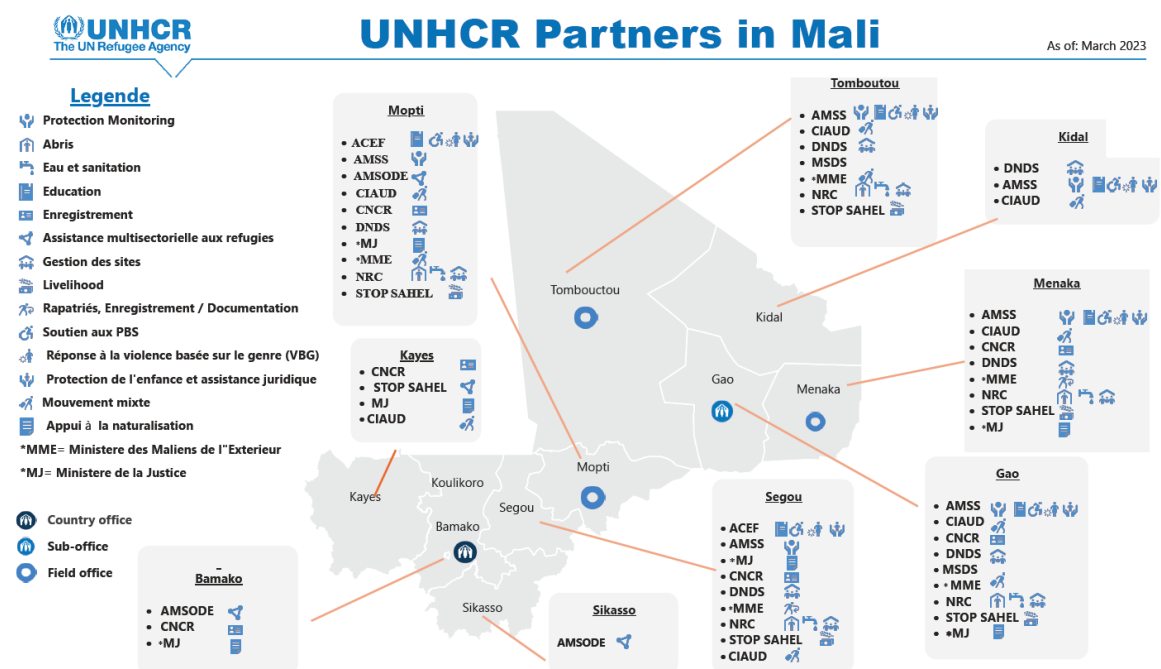 UNHCR
The UN Refugee Agency
UNHCR Partners in Mali
As of: March 2023
Legende
Protection Monitoring
Abris
Eau et sanitation
Education
Enregistrement
Assistance multisectorielle aux refugies
Gestion des sites
Livelihood
Rapatriés, Enregistrement / Documentation
Soutien aux PBS
Réponse à la violence basée sur le genre (VBG)
Protection de l'enfance et assistance juridique
Mouvement mixte
Appui à la naturalisation
*MME= Ministere des Maliens de l"Exterieur
*MJ= Ministere de la Justice
Country office
Sub-office
Field office
Mopti
• ACEF
• AMSS
• AMSODE
• CIAUD
• CNCR
• DNDS
• *MJ
• *MME
• NRC
• STOP SAHEL
Kayes
• CNCR
• STOP SAHEL
• MJ
• CIAUD
Tomboutou
• AMSS
• CIAUD
• DNDS
• MSDS
• *MME
• NRC
• STOP SAHEL
Kidal
• DNDS
• AMSS
• CIAUD
Menaka
• AMSS
• CIAUD
• CNCR
• DNDS
• *MME
• NRC
• STOP SAHEL
• *MJ
Gao
• AMSS
• CIAUD
• CNCR
• DNDS
• MSDS
• *MME
• NRC
• STOP SAHEL
• *MJ
Segou
• ACEF
• AMSS
• *MJ
• CNCR
• DNDS
• *MME
• NRC
• STOP SAHEL
• CIAUD
Sikasso
AMSODE
Bamako
• AMSODE
• CNCR
• *MJ
Tombouctou
Kidal
Gao
Menaka
Mopti
Kayes
Koulikoro
Segou
Bamako
Sikasso